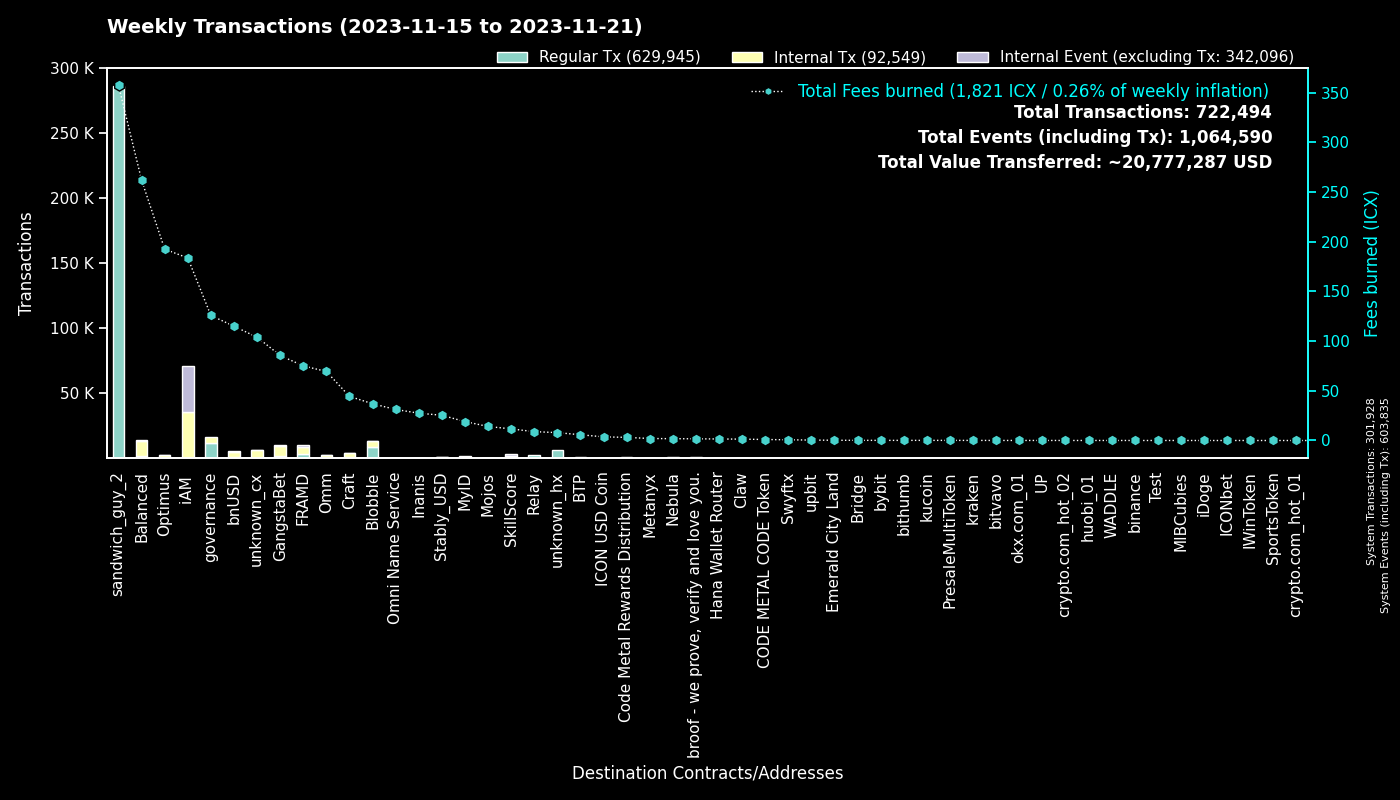 Weekly Transactions (2023-11-15 to 2023-11-21)
Regular Tx (629,945)
Internal Tx (92,549)
Internal Event (excluding Tx: 342,096)
Total Fees burned (1,821 ICX / 0.26% of weekly inflation)
Total Transactions: 722,494
Total Events (including Tx): 1,064,590
Total Value Transferred: ~20,777,287 USD
Transactions
300 K
250 K
200 K
150 K
100 K
50 K
Fees burned (ICX)
350
300
250
200
150
100
50
0
System Transactions: 301,928
System Events (including Tx): 603,835
sandwich_guy_2
Balanced
Optimus
iAM
governance
bnUSD
unknown_cx
GangstaBet
FRAMD
Omm
Craft
Blobble
Omni Name Service
Inanis
Stably_USD
MyID
Mojos
SkillScore
Relay
unknown_hx
BTP
ICON USD Coin
Code Metal Rewards Distribution
Metanyx
Nebula
broof - we prove, verify and love you.
Hana Wallet Router
Claw
CODE METAL CODE Token
Swyftx
upbit
Emerald City Land
Bridge
bybit
bithumb
kucoin
PresaleMultiToken
kraken
bitvavo
okx.com_01
UP
crypto.com_hot_02
huobi_01
WADDLE
binance
Test
MIBCubies
iDoge
ICONbet
IWinToken
SportsToken
crypto.com_hot_01
Destination Contracts/Addresses